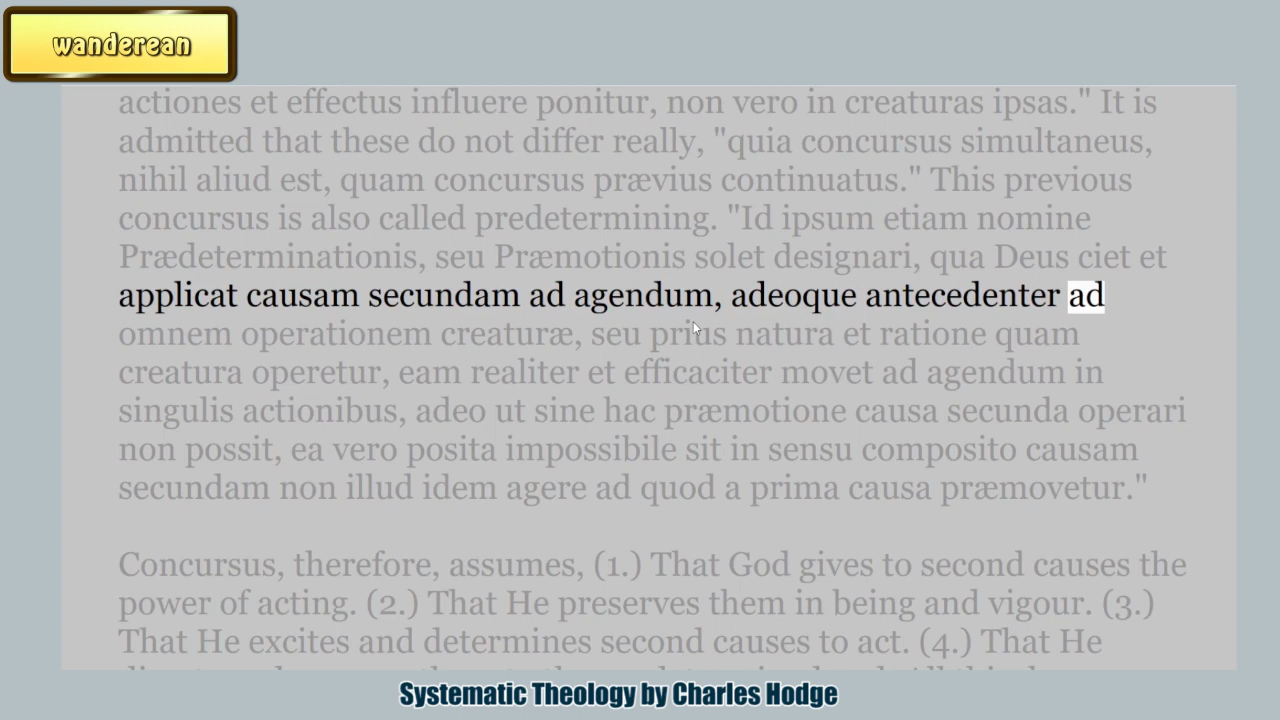 wanderean
actiones et effectus influere ponitur, non vero in creaturas ipsas." It is
admitted that these do not differ really, "quia concursus simultaneus,
nihil aliud est, quam concursus prævius continuatus." This previous
concursus is also called predetermining. "Id ipsum etiam nomine
Prædeterminationis, seu Præmotionis solet designari, qua Deus ciet et
applicat causam secundam ad agendum, adeoque antecedenter ad
omnem operationem creaturæ, seu prius natura et ratione quam
creatura operetur, eam realiter et efficaciter movet ad agendum in
singulis actionibus, adeo ut sine hac præmotione causa secunda operari
non possit, ea vero posita impossibile sit in sensu composito causam
secundam non illud idem agere ad quod a prima causa præmovetur."
Concursus, therefore, assumes, (1.) That God gives to second causes the
power of acting. (2.) That He preserves them in being and vigour. (3.)
That He excites and determines second causes to act. (4.) That He
Systematic Theology by Charles Hodge